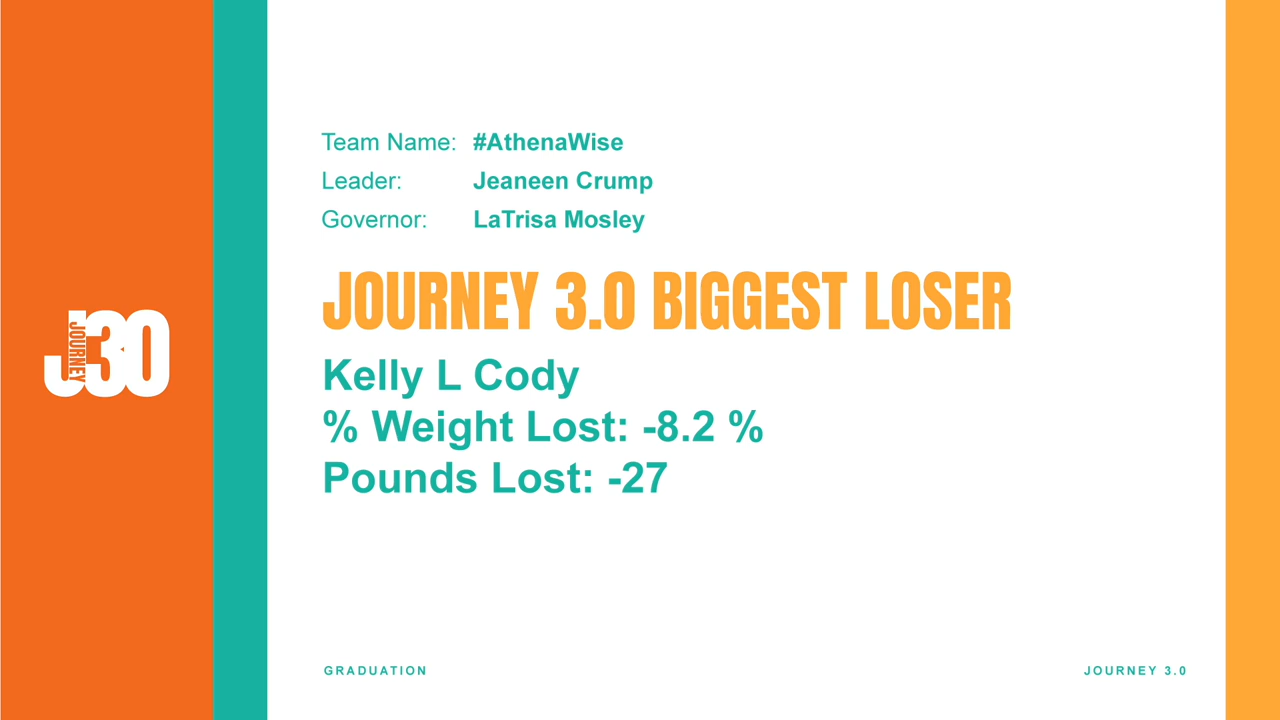 Team Name: #AthenaWise
Leader: Jeaneen Crump
Governor: LaTrisa Mosley
JOURNEY 3.0 BIGGEST LOSER
J30
JOURNEY
Kelly L Cody
% Weight Lost: -8.2 %
Pounds Lost: -27
GRADUATION
JOURNEY 3.0